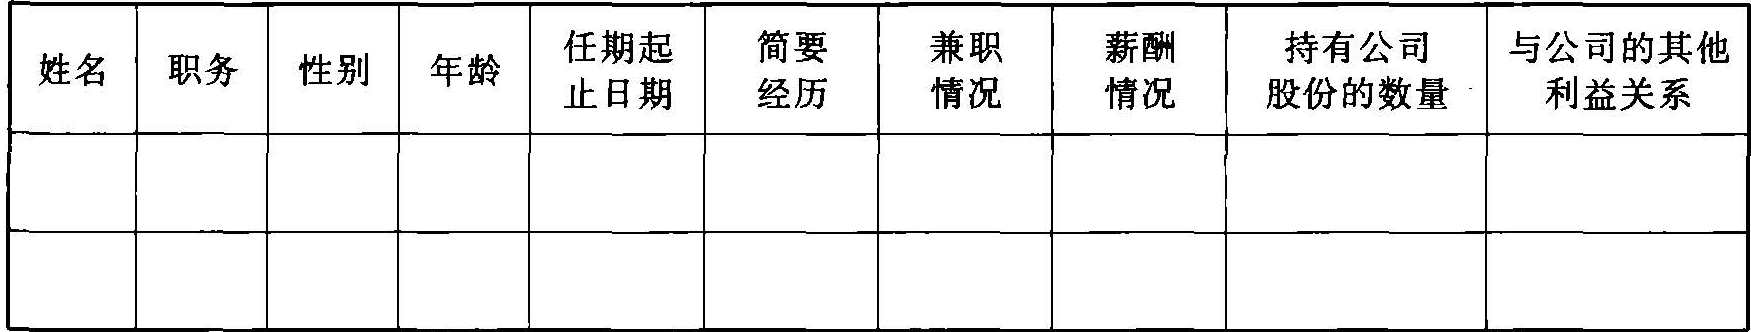 姓名 职务 性别 年龄 任期起 简要 兼职 薪酬 持有公司 与公司的其他
止日期 经历 情况 情况 股份的数量 利益关系